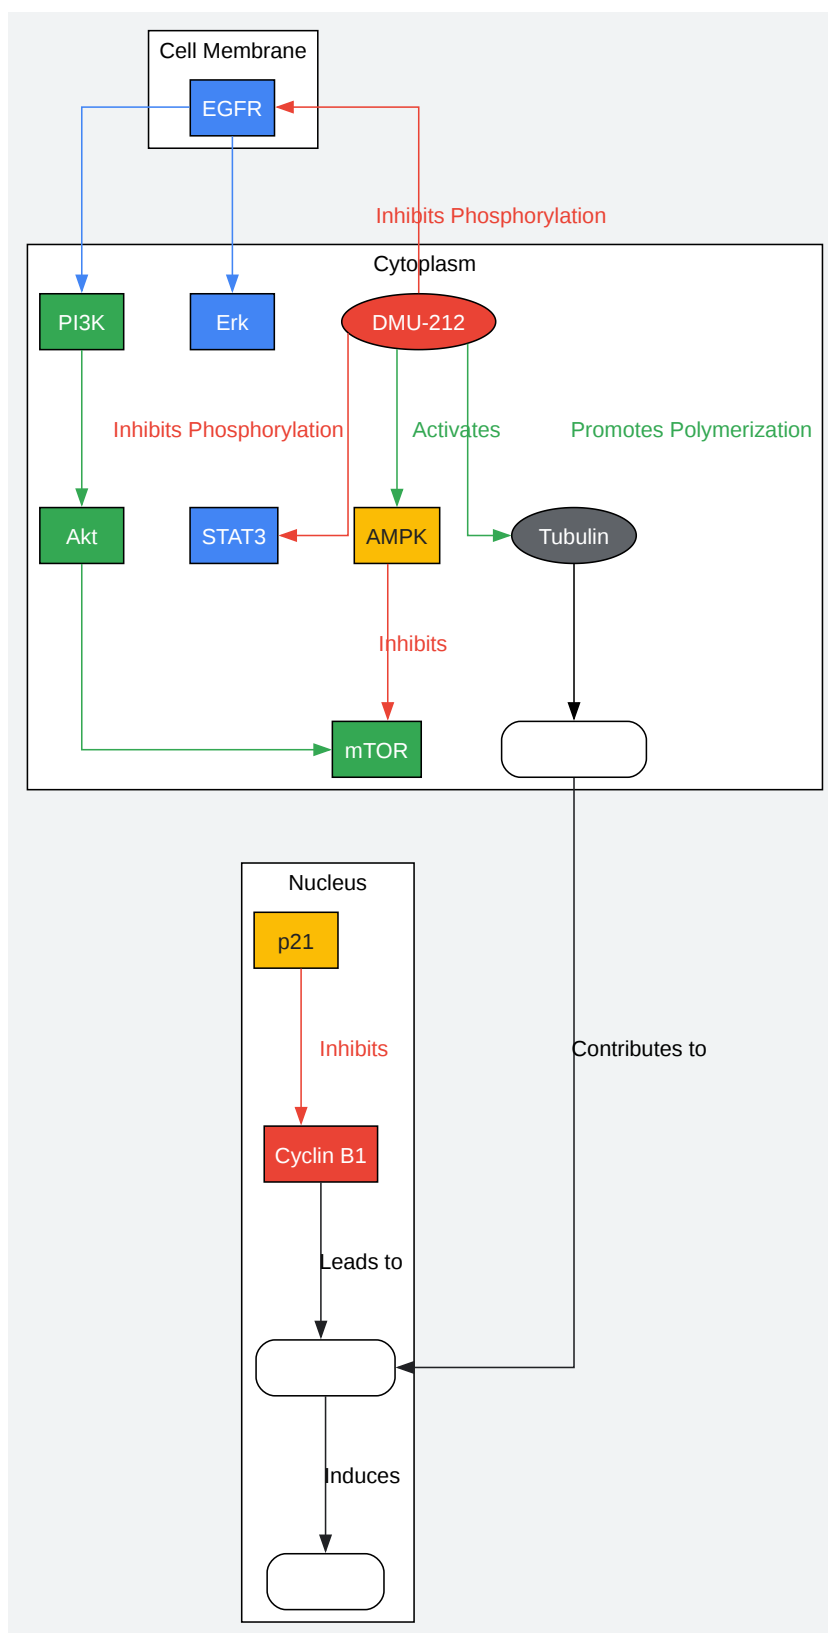 Cell Membrane
EGFR
Inhibits Phosphorylation
Cytoplasm
PI3K
Erk
DMU-212
Inhibits Phosphorylation
Activates
Promotes Polymerization
Akt
STAT3
AMPK
Tubulin
Inhibits
mTOR
Nucleus
p21
Inhibits
Contributes to
Cyclin B1
Leads to
Induces